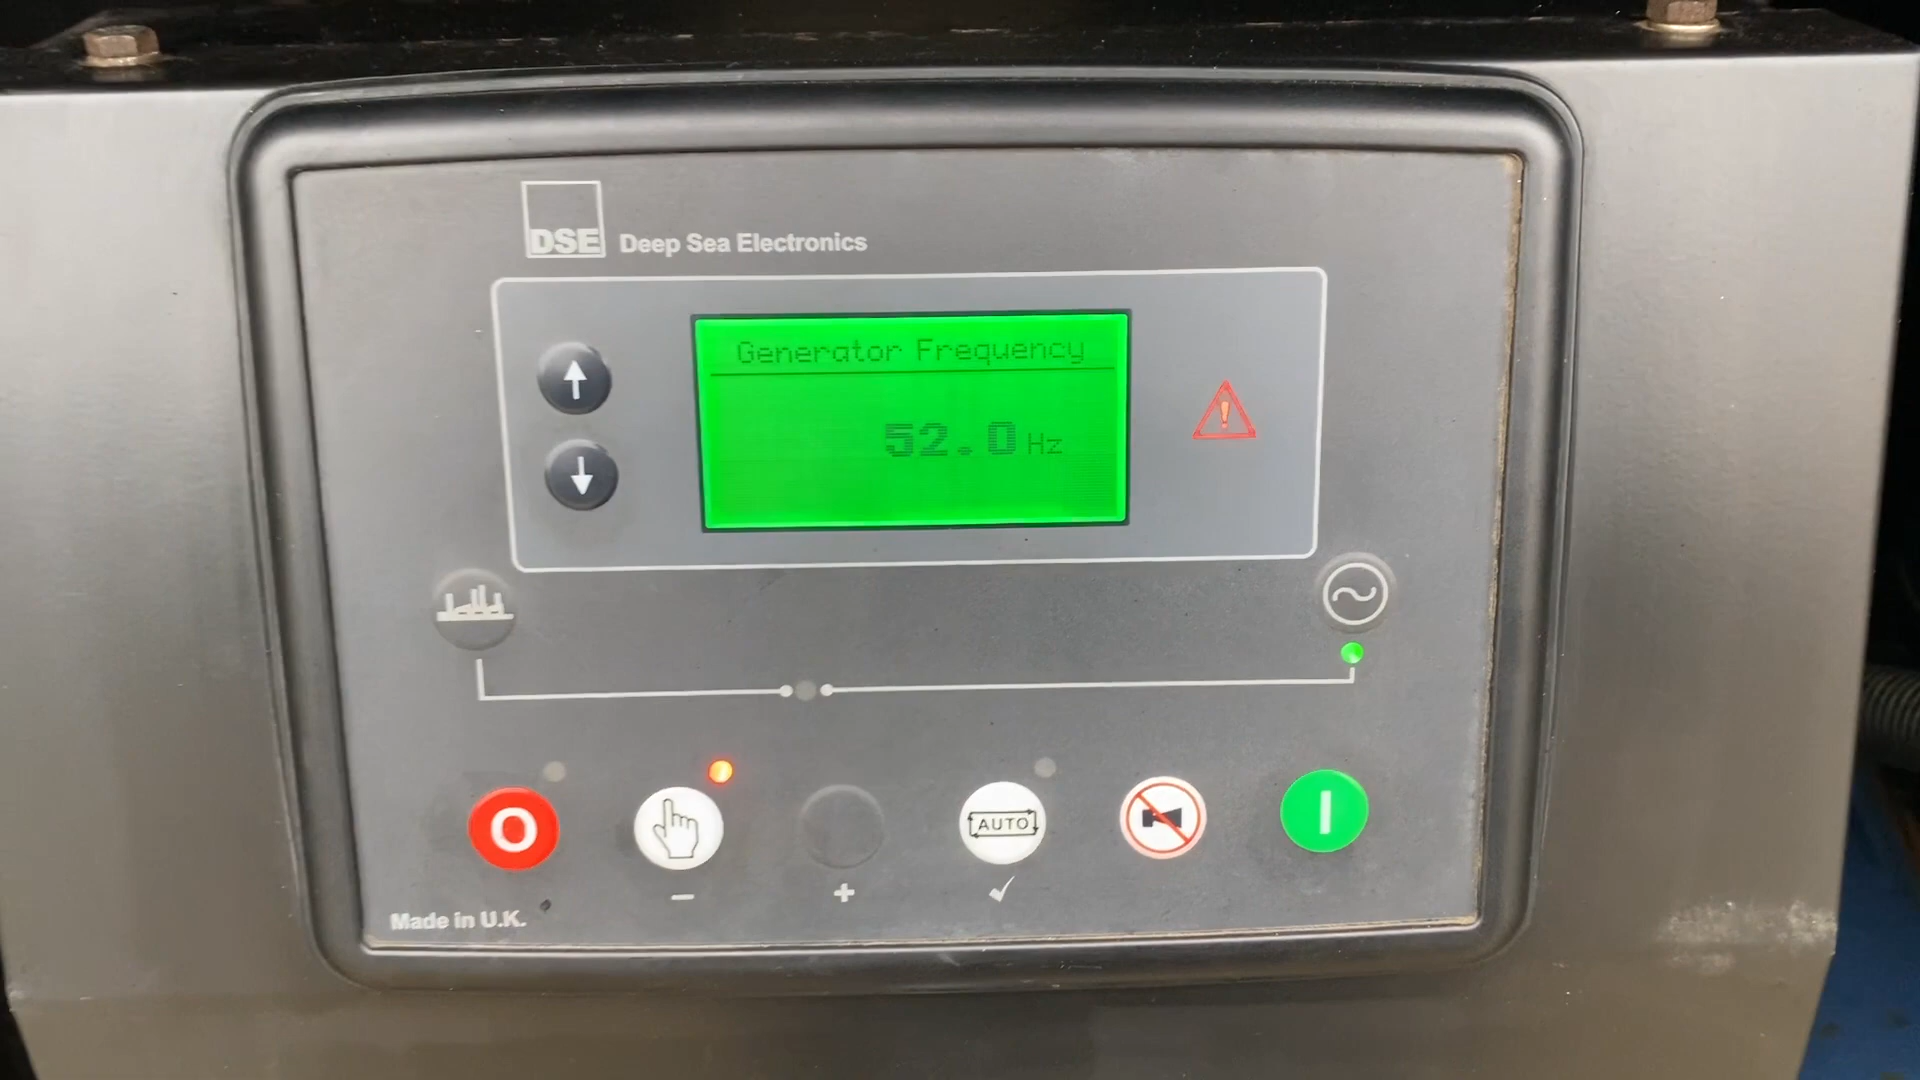 DSE Deep Sea Electronics
Generator Frequency
52.0 Hz
O
AUTO
I
− + ✓
Made in U.K.